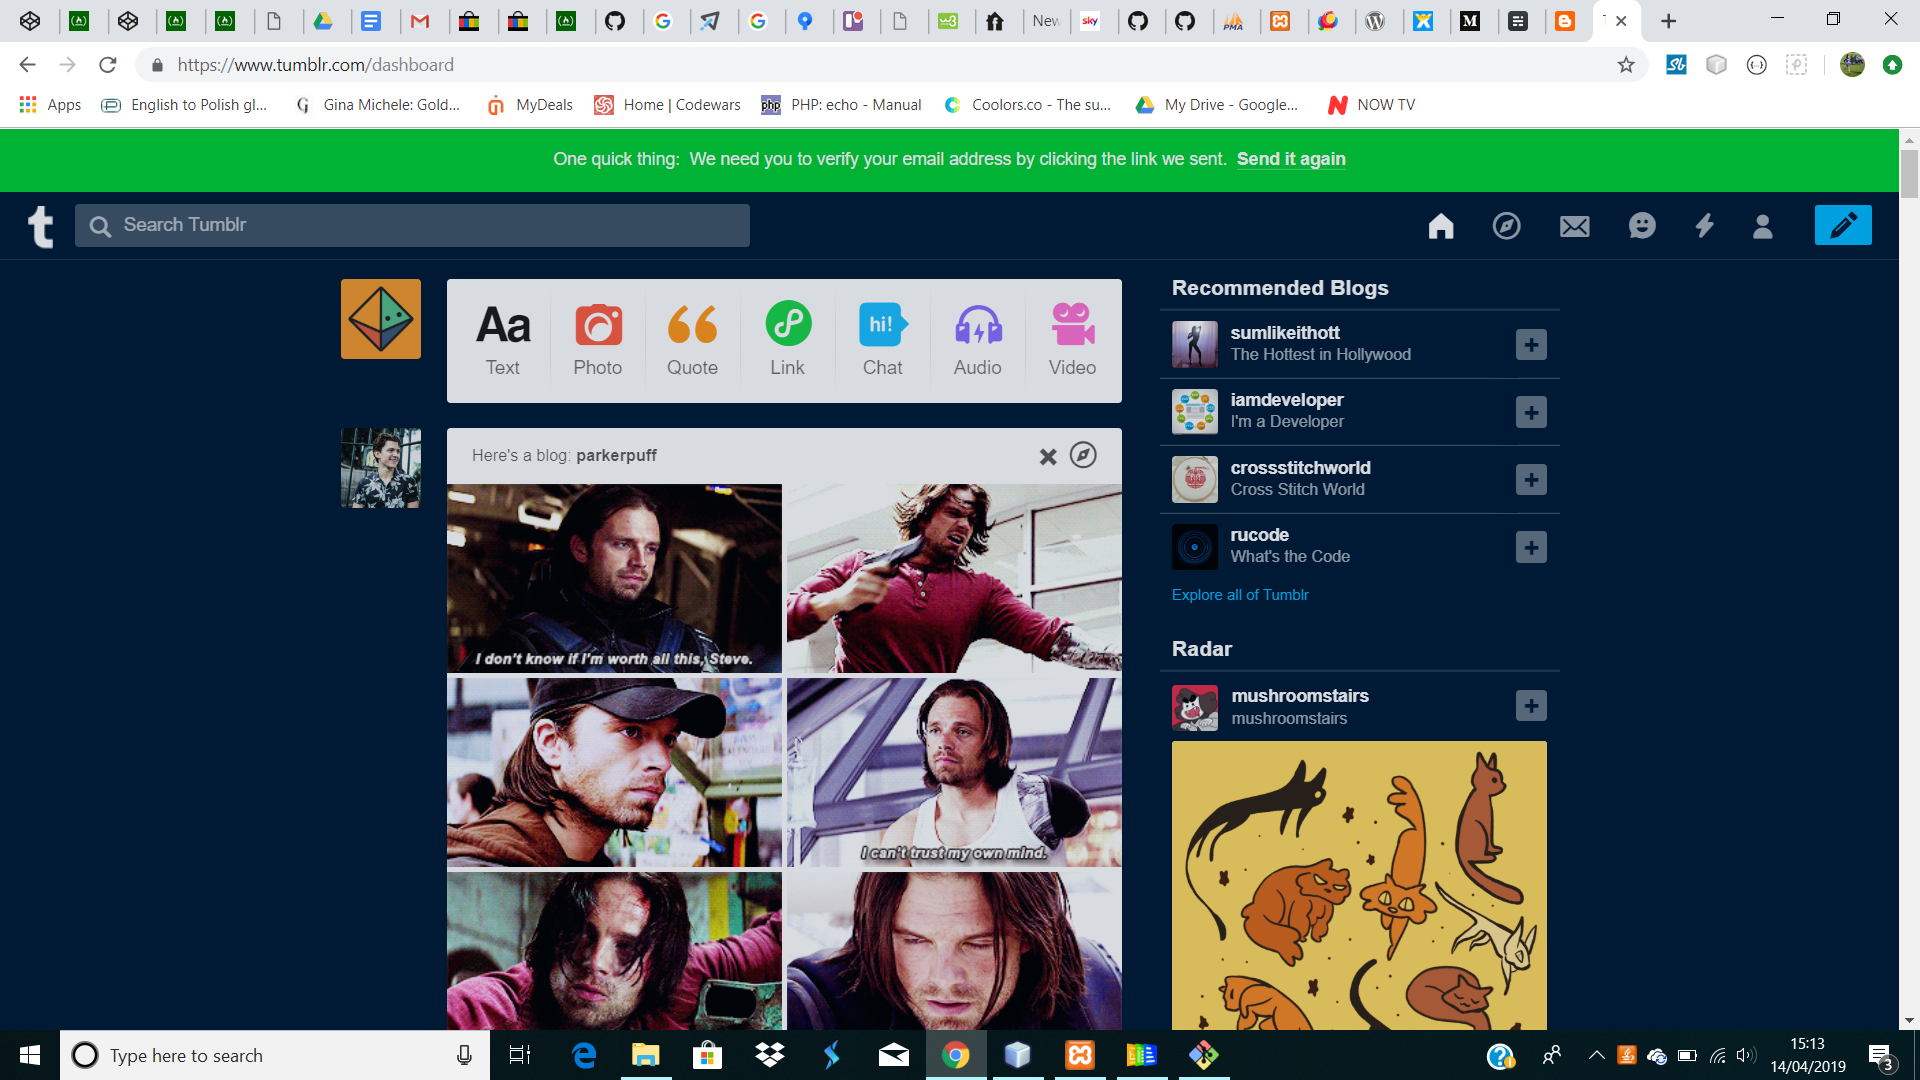 New
sky
PMA
M
https://www.tumblr.com/dashboard
Apps
English to Polish gl...
Gina Michele: Gold...
MyDeals
Home | Codewars
php
PHP: echo - Manual
Coolors.co - The su...
My Drive - Google...
NOW TV
One quick thing: We need you to verify your email address by clicking the link we sent. Send it again
t
Search Tumblr
Aa
hi!
Text
Photo
Quote
Link
Chat
Audio
Video
Here's a blog: parkerpuff
I don't know if I'm worth all this, Steve.
I can't trust my own mind.
Recommended Blogs
sumlikeithott
The Hottest in Hollywood
iamdeveloper
I'm a Developer
crossstitchworld
Cross Stitch World
rucode
What's the Code
Explore all of Tumblr
Radar
mushroomstairs
mushroomstairs
Type here to search
15:13
14/04/2019
3